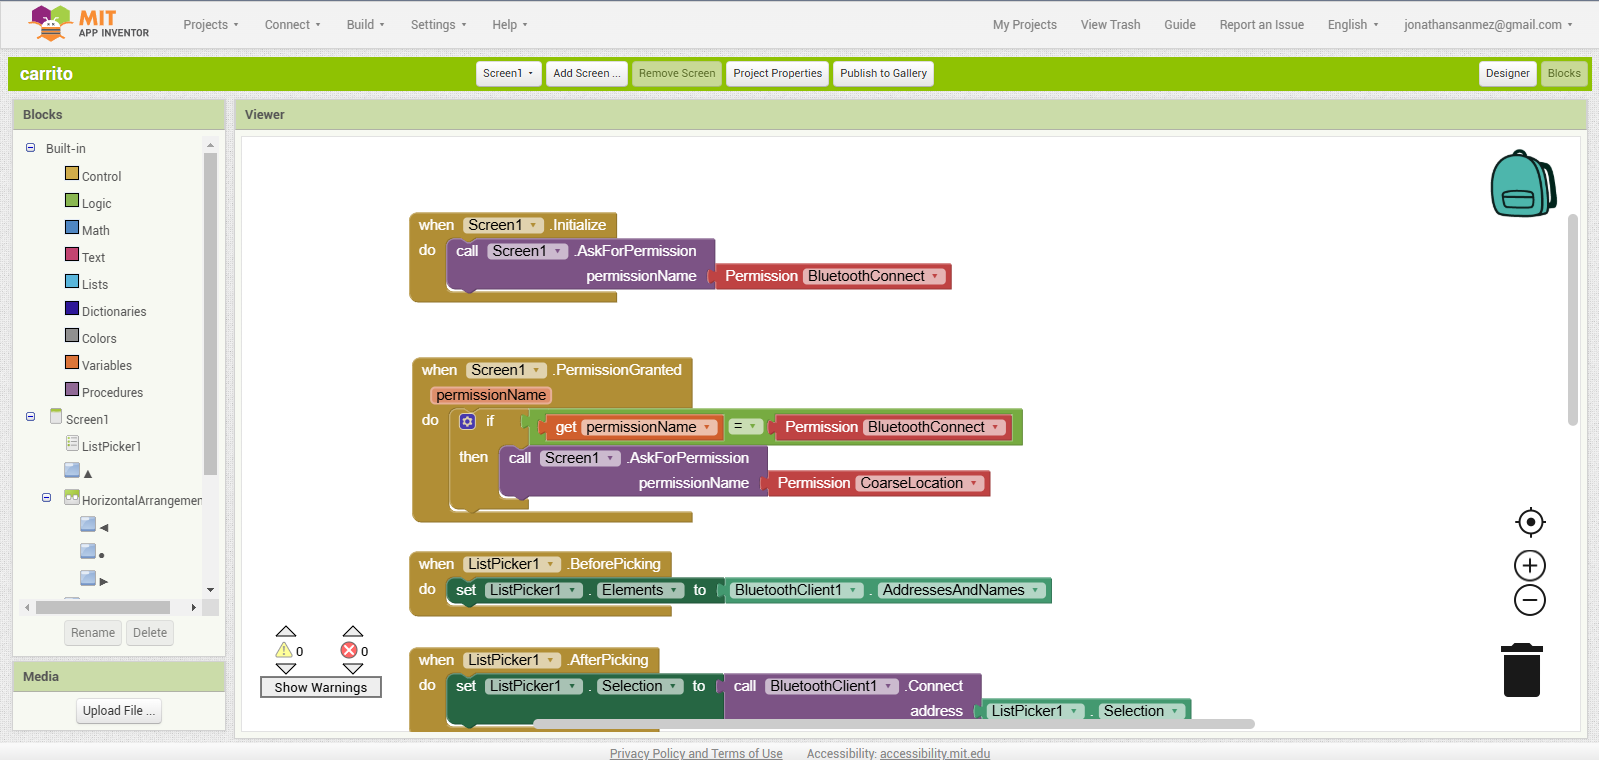 MIT
APP INVENTOR
Projects Connect Build Settings Help My Projects View Trash Guide Report an Issue English jonathansanmez@gmail.com
carrito Screen1 Add Screen ... Remove Screen Project Properties Publish to Gallery Designer Blocks
Blocks
Built-in
Control
Logic
Math
Text
Lists
Dictionaries
Colors
Variables
Procedures
Screen1
ListPicker1
▲
HorizontalArrangemen
◀
●
▶
Rename Delete
Media
Upload File ...
Viewer
when Screen1 .Initialize
do call Screen1 .AskForPermission
permissionName Permission BluetoothConnect
when Screen1 .PermissionGranted
permissionName
do if get permissionName = Permission BluetoothConnect
then call Screen1 .AskForPermission
permissionName Permission CoarseLocation
when ListPicker1 .BeforePicking
do set ListPicker1 . Elements to BluetoothClient1 . AddressesAndNames
when ListPicker1 .AfterPicking
do set ListPicker1 . Selection to call BluetoothClient1 .Connect
address ListPicker1 . Selection
0 0
Show Warnings
Privacy Policy and Terms of Use Accessibility: accessibility.mit.edu